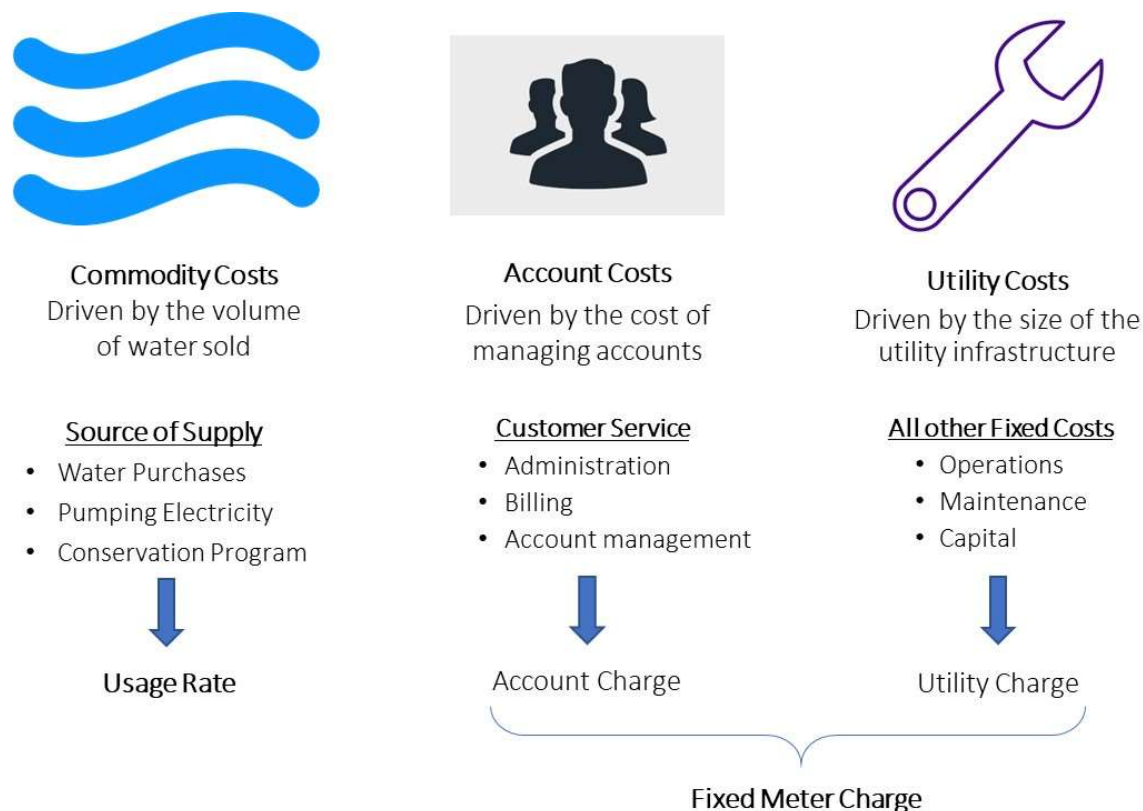 Commodity Costs
Driven by the volume
of water sold
Source of Supply
• Water Purchases
• Pumping Electricity
• Conservation Program
Usage Rate
Account Costs
Driven by the cost of
managing accounts
Customer Service
• Administration
• Billing
• Account management
Account Charge
Utility Costs
Driven by the size of the
utility infrastructure
All other Fixed Costs
• Operations
• Maintenance
• Capital
Utility Charge
Fixed Meter Charge